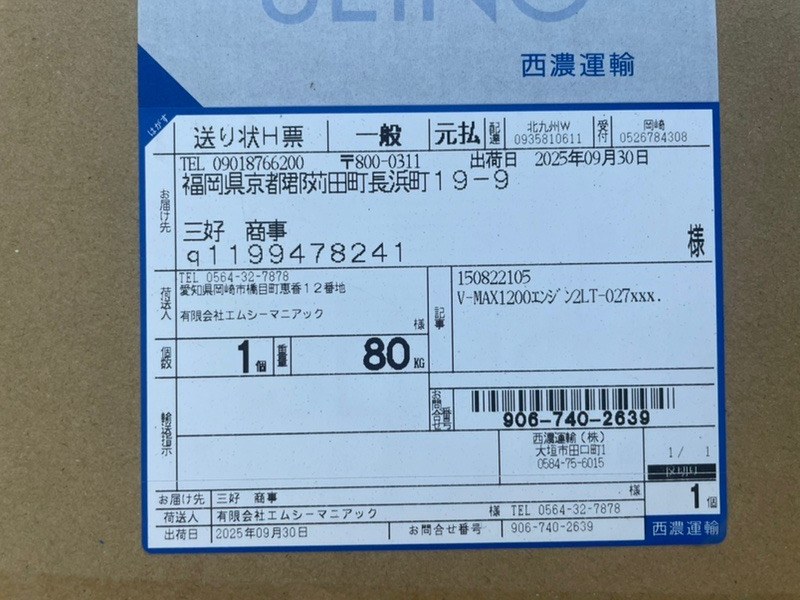 SEINO
西濃運輸
はがす
送り状H票 一般 元払 配達 北九州W 0935810611 受付 岡崎 0526784308
お届け先
TEL 09018766200 〒800-0311 出荷日 2025年09月30日
福岡県京都郡苅田町長浜町19-9
三好 商事 様
q1199478241
荷送人
TEL 0564-32-7878
愛知県岡崎市橋目町恵香12番地
有限会社エムシーマニアック 様
記事
150822105
V-MAX1200エンジン2LT-027xxx.
個数 1個 重量 80KG
輸送指示
お問合せ番号
906-740-2639
西濃運輸(株)
大垣市田口町1
0584-75-6015
1/ 1
お届け先 三好 商事 様
荷送人 有限会社エムシーマニアック 様 TEL 0564-32-7878
出荷日 2025年09月30日 お問合せ番号 906-740-2639
1個
西濃運輸